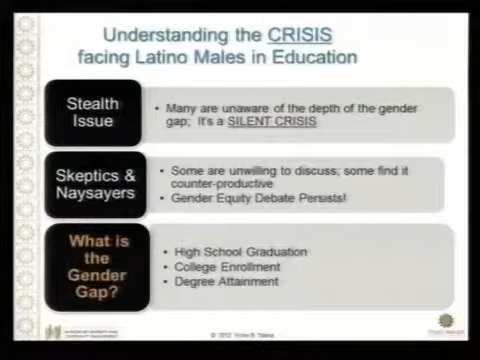 Understanding the CRISIS
facing Latino Males in Education
Stealth
Issue
• Many are unaware of the depth of the gender
gap; It's a SILENT CRISIS
Skeptics &
Naysayers
• Some are unwilling to discuss; some find it
counter-productive
• Gender Equity Debate Persists!
What is
the
Gender
Gap?
• High School Graduation
• College Enrollment
• Degree Attainment